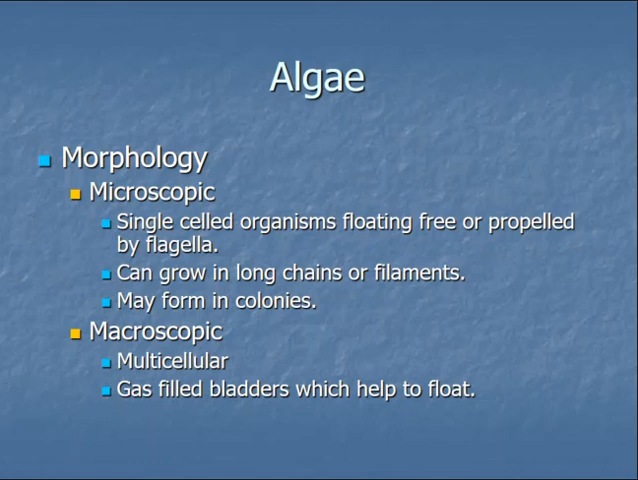 Algae
Morphology
Microscopic
Single celled organisms floating free or propelled
by flagella.
Can grow in long chains or filaments.
May form in colonies.
Macroscopic
Multicellular
Gas filled bladders which help to float.